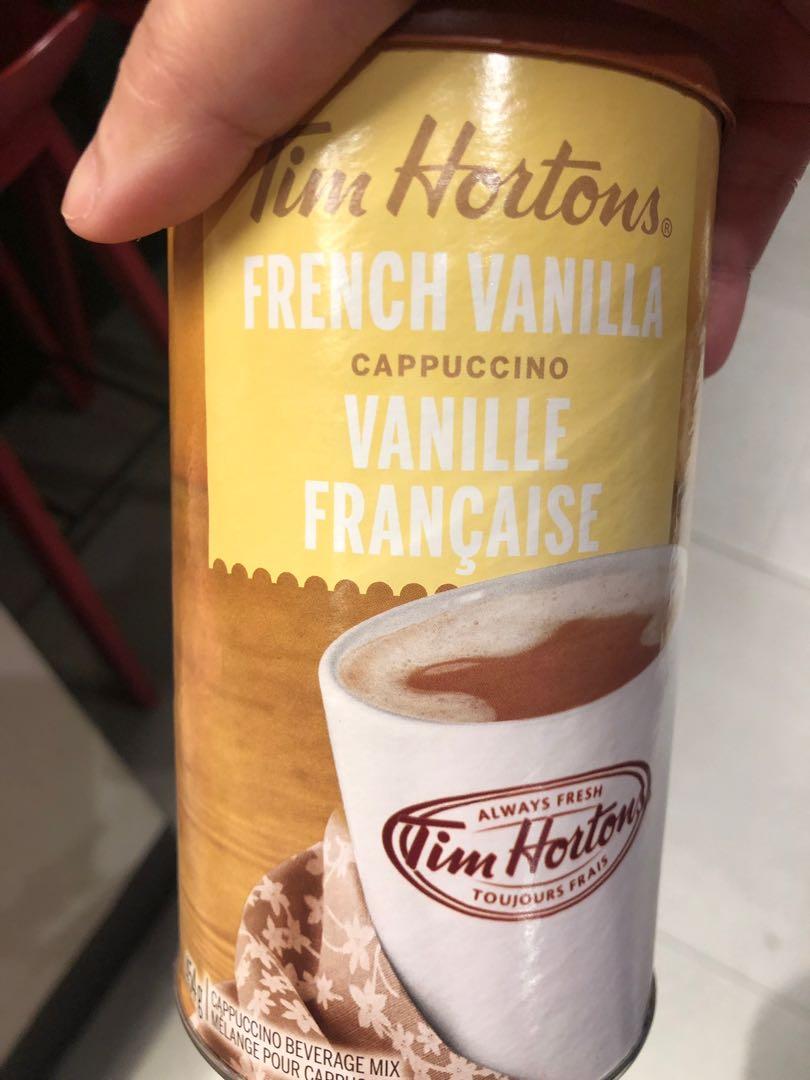 Tim Hortons®
FRENCH VANILLA
CAPPUCCINO
VANILLE
FRANÇAISE
ALWAYS FRESH
Tim Hortons
TOUJOURS FRAIS
CAPPUCCINO BEVERAGE MIX
MÉLANGE POUR